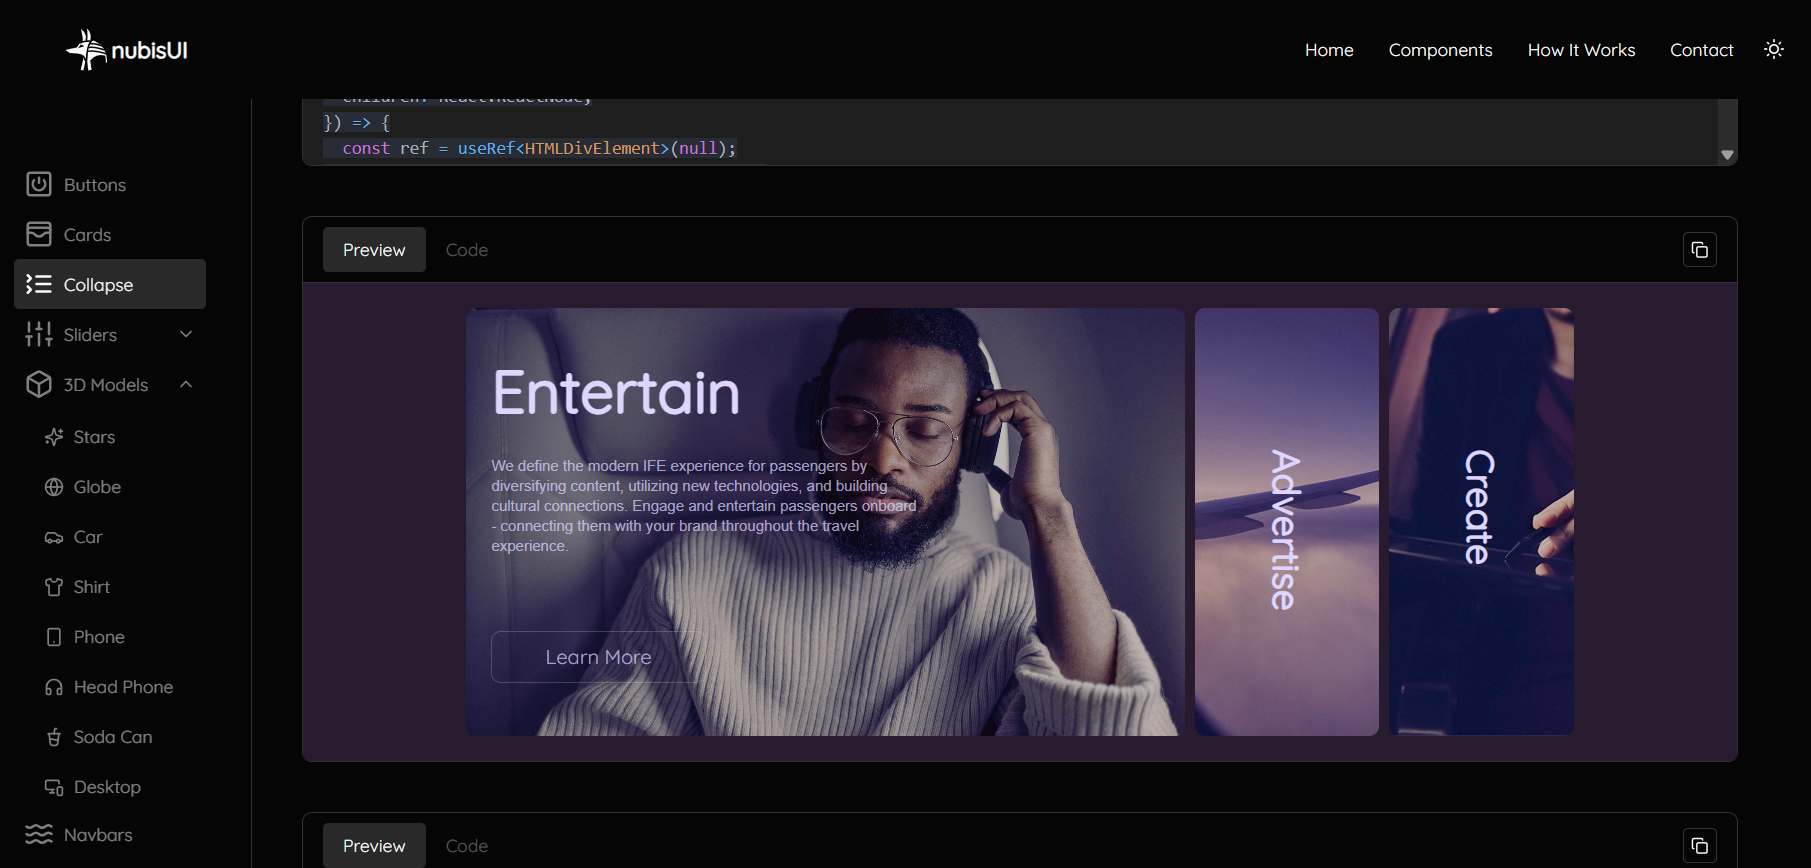 nubisUI
Home
Components
How It Works
Contact
children: React.ReactNode;
}) => {
const ref = useRef<HTMLDivElement>(null);
Buttons
Cards
Collapse
Sliders
3D Models
Stars
Globe
Car
Shirt
Phone
Head Phone
Soda Can
Desktop
Navbars
Preview
Code
Entertain
We define the modern IFE experience for passengers by
diversifying content, utilizing new technologies, and building
cultural connections. Engage and entertain passengers onboard
- connecting them with your brand throughout the travel
experience.
Learn More
Advertise
Create
Preview
Code